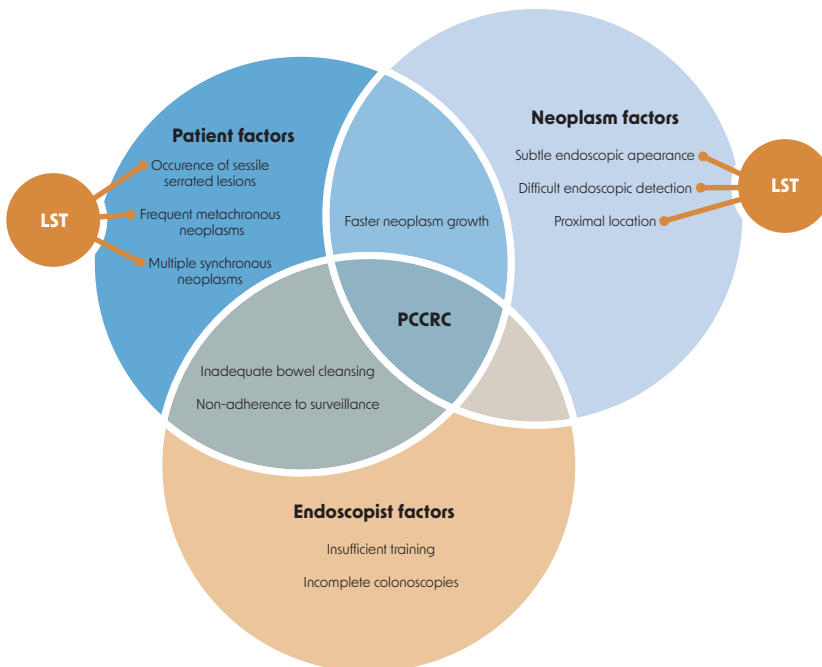 Patient factors
LST
Occurence of sessile
serrated lesions
Frequent metachronous
neoplasms
Multiple synchronous
neoplasms
Faster neoplasm growth
Neoplasm factors
Subtle endoscopic apearance
Difficult endoscopic detection
Proximal location
LST
PCCRC
Inadequate bowel cleansing
Non-adherence to surveillance
Endoscopist factors
Insufficient training
Incomplete colonoscopies